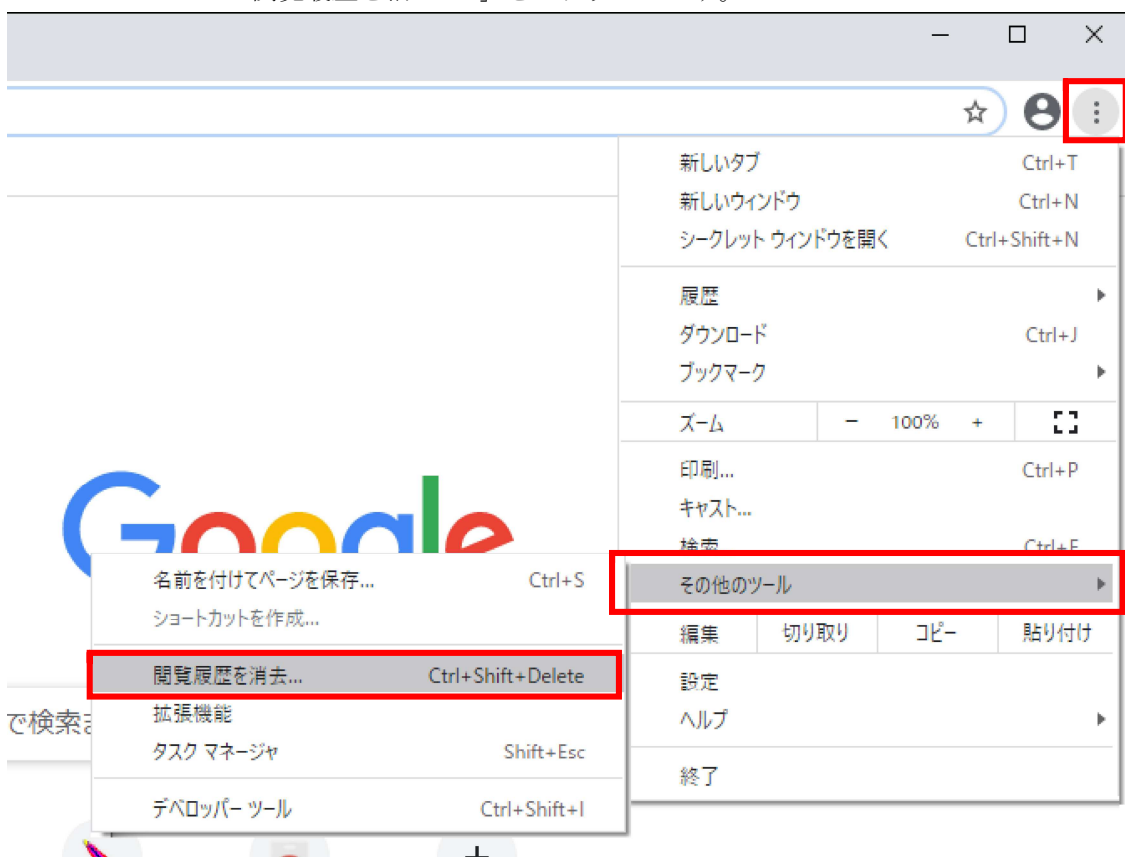 新しいタブ Ctrl+T
新しいウィンドウ Ctrl+N
シークレット ウィンドウを開く Ctrl+Shift+N
履歴
ダウンロード Ctrl+J
ブックマーク
ズーム − 100% +
印刷... Ctrl+P
キャスト...
検索
その他のツール
編集 切り取り コピー 貼り付け
設定
ヘルプ
終了
Google
名前を付けてページを保存... Ctrl+S
ショートカットを作成...
閲覧履歴を消去... Ctrl+Shift+Delete
拡張機能
タスク マネージャ Shift+Esc
デベロッパー ツール Ctrl+Shift+I
で検索